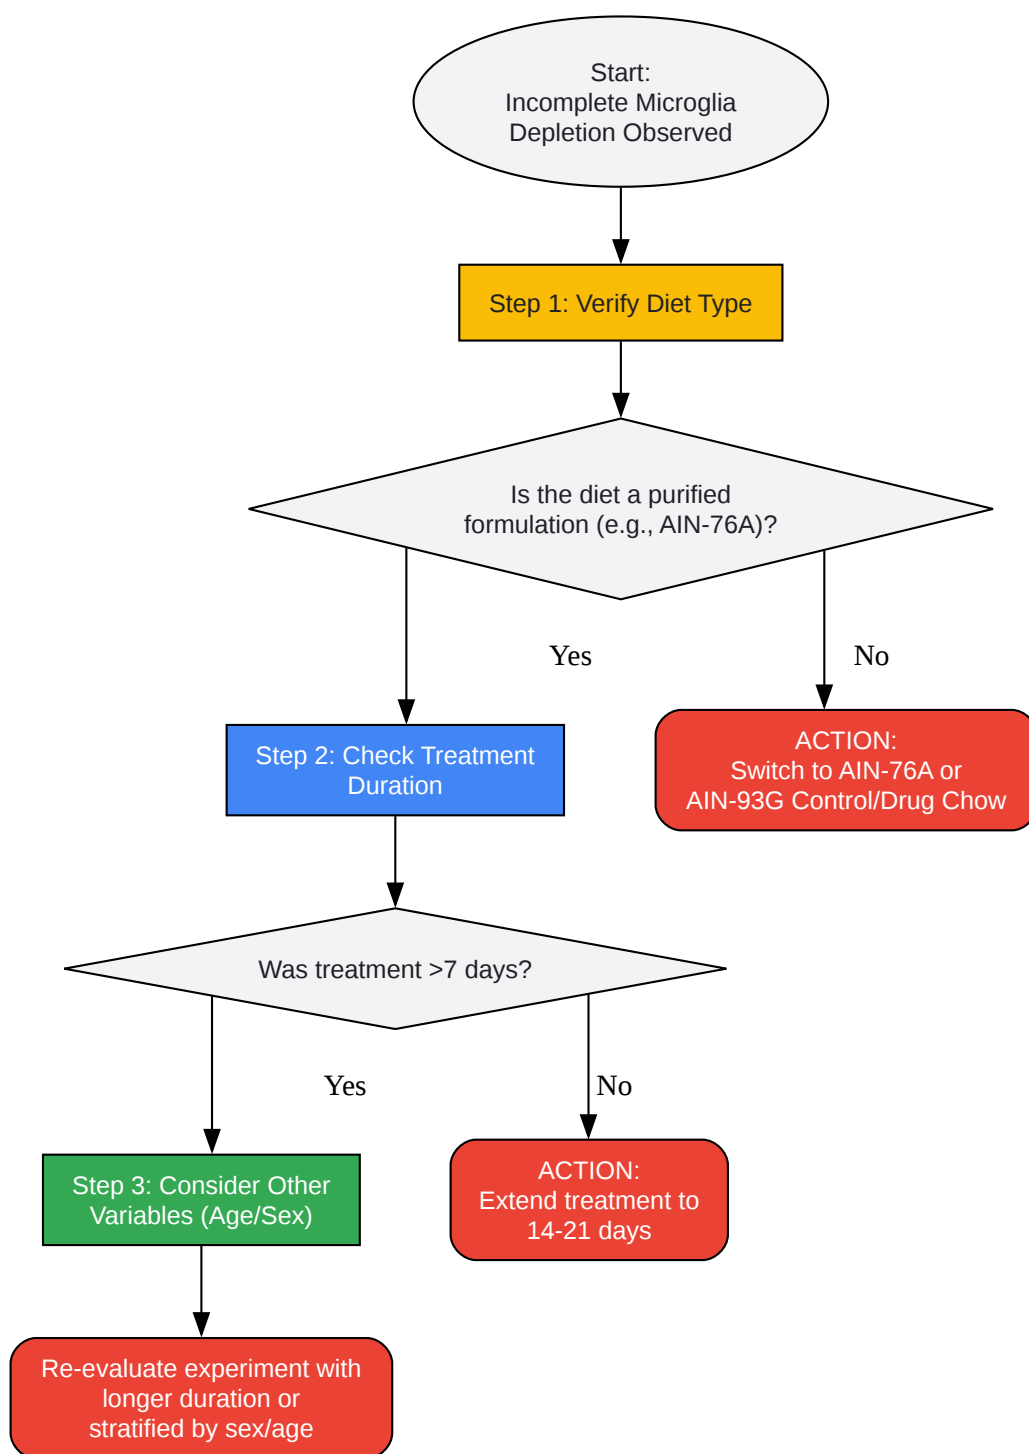 Start:
Incomplete Microglia
Depletion Observed
Step 1: Verify Diet Type
Is the diet a purified
formulation (e.g., AIN-76A)?
Yes
No
Step 2: Check Treatment
Duration
ACTION:
Switch to AIN-76A or
AIN-93G Control/Drug Chow
Was treatment >7 days?
Yes
No
Step 3: Consider Other
Variables (Age/Sex)
ACTION:
Extend treatment to
14-21 days
Re-evaluate experiment with
longer duration or
stratified by sex/age